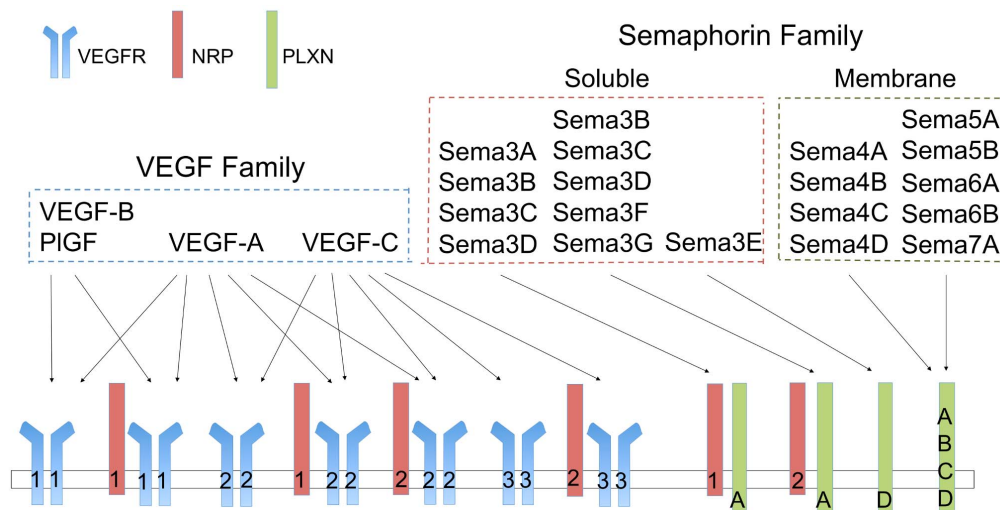 VEGFR NRP PLXN
Semaphorin Family
Soluble Membrane
VEGF Family
VEGF-B
PlGF VEGF-A VEGF-C
Sema3B
Sema3A Sema3C
Sema3B Sema3D
Sema3C Sema3F
Sema3D Sema3G Sema3E
Sema5A
Sema4A Sema5B
Sema4B Sema6A
Sema4C Sema6B
Sema4D Sema7A
1 1 1 1 1 2 2 1 2 2 2 2 2 3 3 2 3 3 1 2
A A D
A
B
C
D